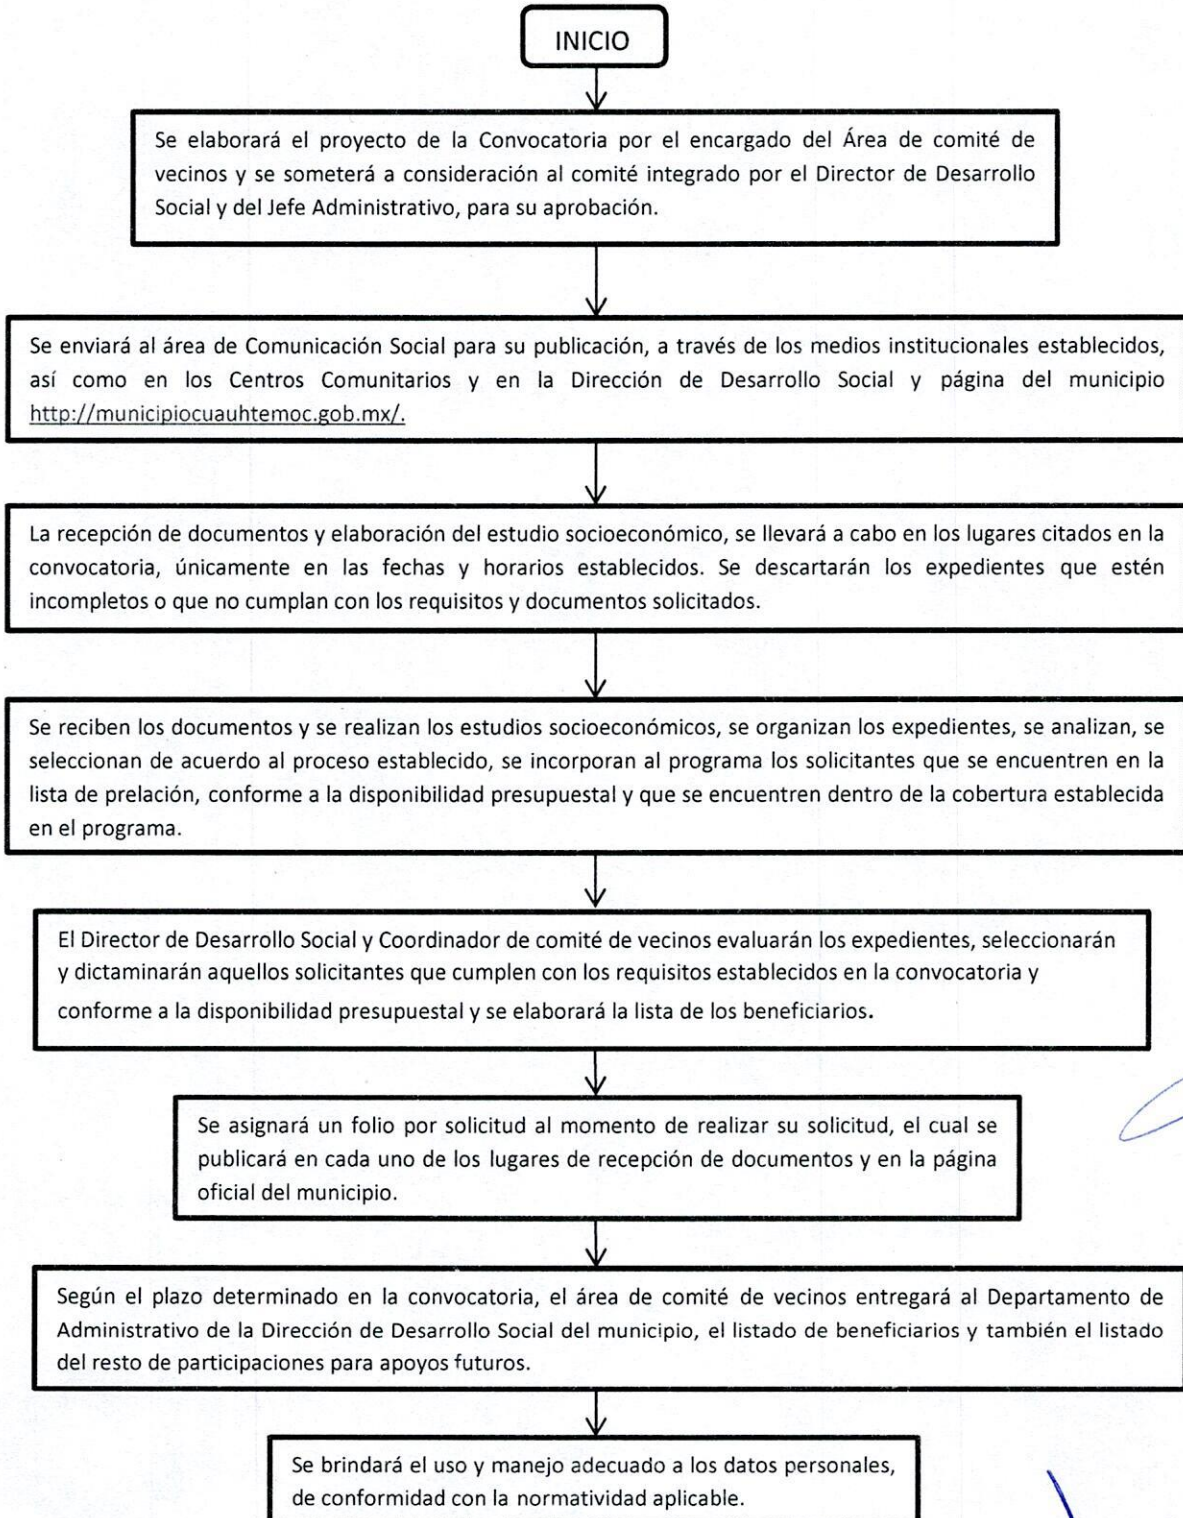 INICIO
Se elaborará el proyecto de la Convocatoria por el encargado del Área de comité de
vecinos y se someterá a consideración al comité integrado por el Director de Desarrollo
Social y del Jefe Administrativo, para su aprobación.
Se enviará al área de Comunicación Social para su publicación, a través de los medios institucionales establecidos,
así como en los Centros Comunitarios y en la Dirección de Desarrollo Social y página del municipio
http://municipiocuauhtemoc.gob.mx/.
La recepción de documentos y elaboración del estudio socioeconómico, se llevará a cabo en los lugares citados en la
convocatoria, únicamente en las fechas y horarios establecidos. Se descartarán los expedientes que estén
incompletos o que no cumplan con los requisitos y documentos solicitados.
Se reciben los documentos y se realizan los estudios socioeconómicos, se organizan los expedientes, se analizan, se
seleccionan de acuerdo al proceso establecido, se incorporan al programa los solicitantes que se encuentren en la
lista de prelación, conforme a la disponibilidad presupuestal y que se encuentren dentro de la cobertura establecida
en el programa.
El Director de Desarrollo Social y Coordinador de comité de vecinos evaluarán los expedientes, seleccionarán
y dictaminarán aquellos solicitantes que cumplen con los requisitos establecidos en la convocatoria y
conforme a la disponibilidad presupuestal y se elaborará la lista de los beneficiarios.
Se asignará un folio por solicitud al momento de realizar su solicitud, el cual se
publicará en cada uno de los lugares de recepción de documentos y en la página
oficial del municipio.
Según el plazo determinado en la convocatoria, el área de comité de vecinos entregará al Departamento de
Administrativo de la Dirección de Desarrollo Social del municipio, el listado de beneficiarios y también el listado
del resto de participaciones para apoyos futuros.
Se brindará el uso y manejo adecuado a los datos personales,
de conformidad con la normatividad aplicable.